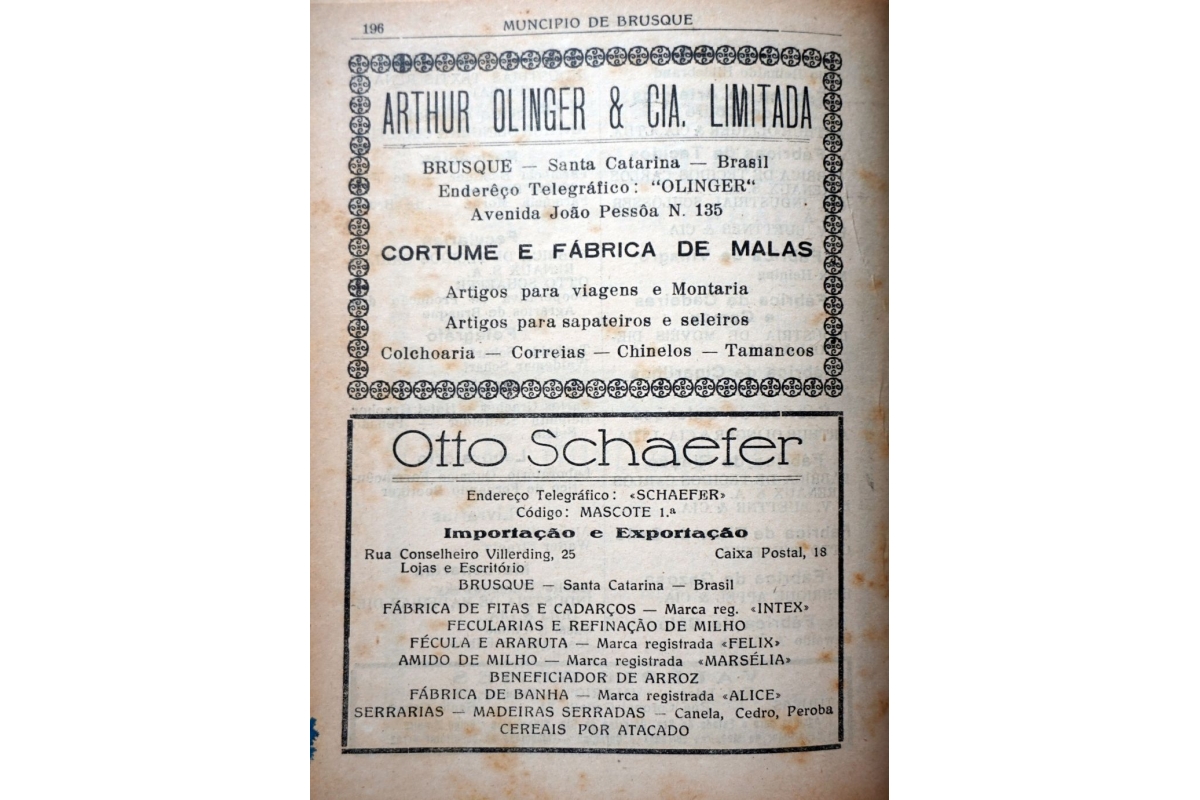 196
MUNCIPIO DE BRUSQUE
ARTHUR OLINGER & CIA. LIMITADA
BRUSQUE — Santa Catarina — Brasil
Enderêço Telegráfico: "OLINGER"
Avenida João Pessôa N. 135
CORTUME E FÁBRICA DE MALAS
Artigos para viagens e Montaria
Artigos para sapateiros e seleiros
Colchoaria — Correias — Chinelos — Tamancos
Otto Schaefer
Endereço Telegráfico: «SCHAEFER»
Código: MASCOTE 1.ª
Importação e Exportação
Rua Conselheiro Villerding, 25 Caixa Postal, 18
Lojas e Escritório
BRUSQUE — Santa Catarina — Brasil
FÁBRICA DE FITAS E CADARÇOS — Marca reg. «INTEX»
FECULARIAS E REFINAÇÃO DE MILHO
FÉCULA E ARARUTA — Marca registrada «FELIX»
AMIDO DE MILHO — Marca registrada «MARSÉLIA»
BENEFICIADOR DE ARROZ
FÁBRICA DE BANHA — Marca registrada «ALICE»
SERRARIAS — MADEIRAS SERRADAS — Canela, Cedro, Peroba
CEREAIS POR ATACADO